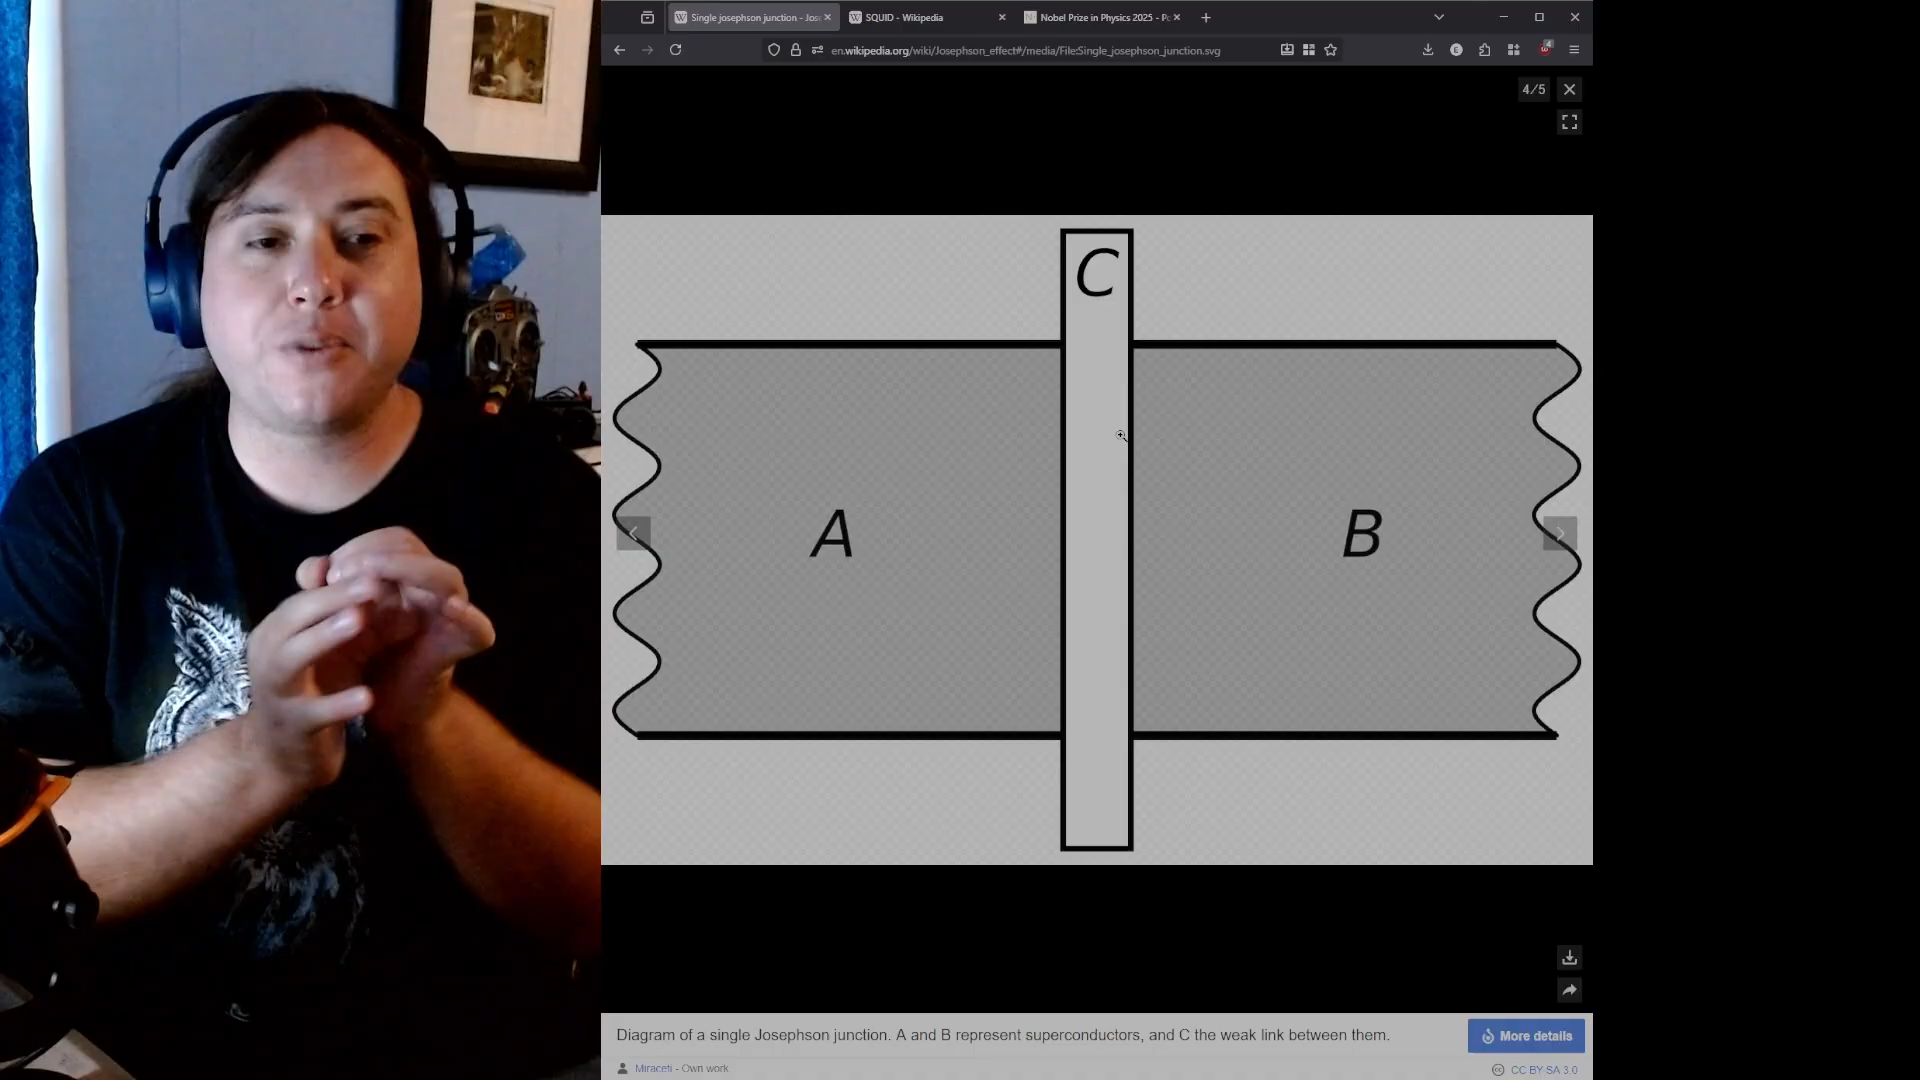 Single josephson junction - Jos
SQUID - Wikipedia
Nobel Prize in Physics 2025 - Pc
en.wikipedia.org/wiki/Josephson_effect#/media/File:Single_josephson_junction.svg
4
4/5
C
A
B
Diagram of a single Josephson junction. A and B represent superconductors, and C the weak link between them.
More details
Miraceti - Own work
CC BY-SA 3.0